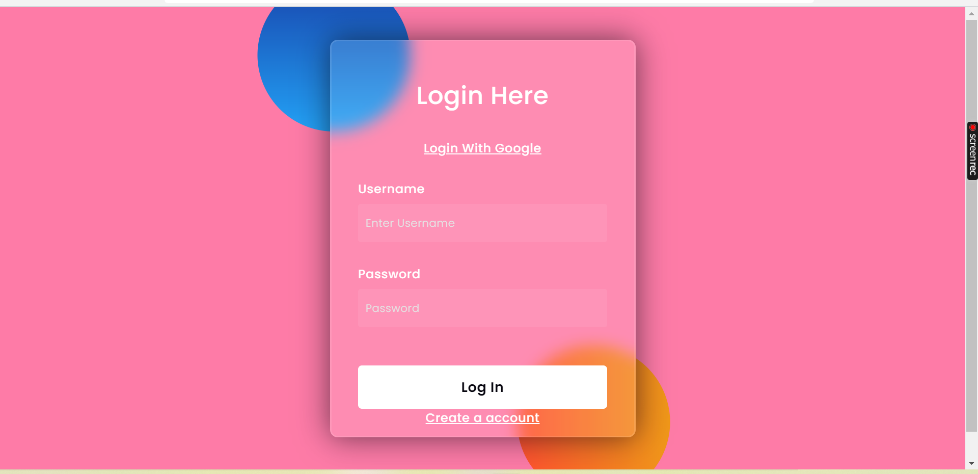 Login Here
Login With Google
Username
Enter Username
Password
Password
Log In
Create a account
screenrec